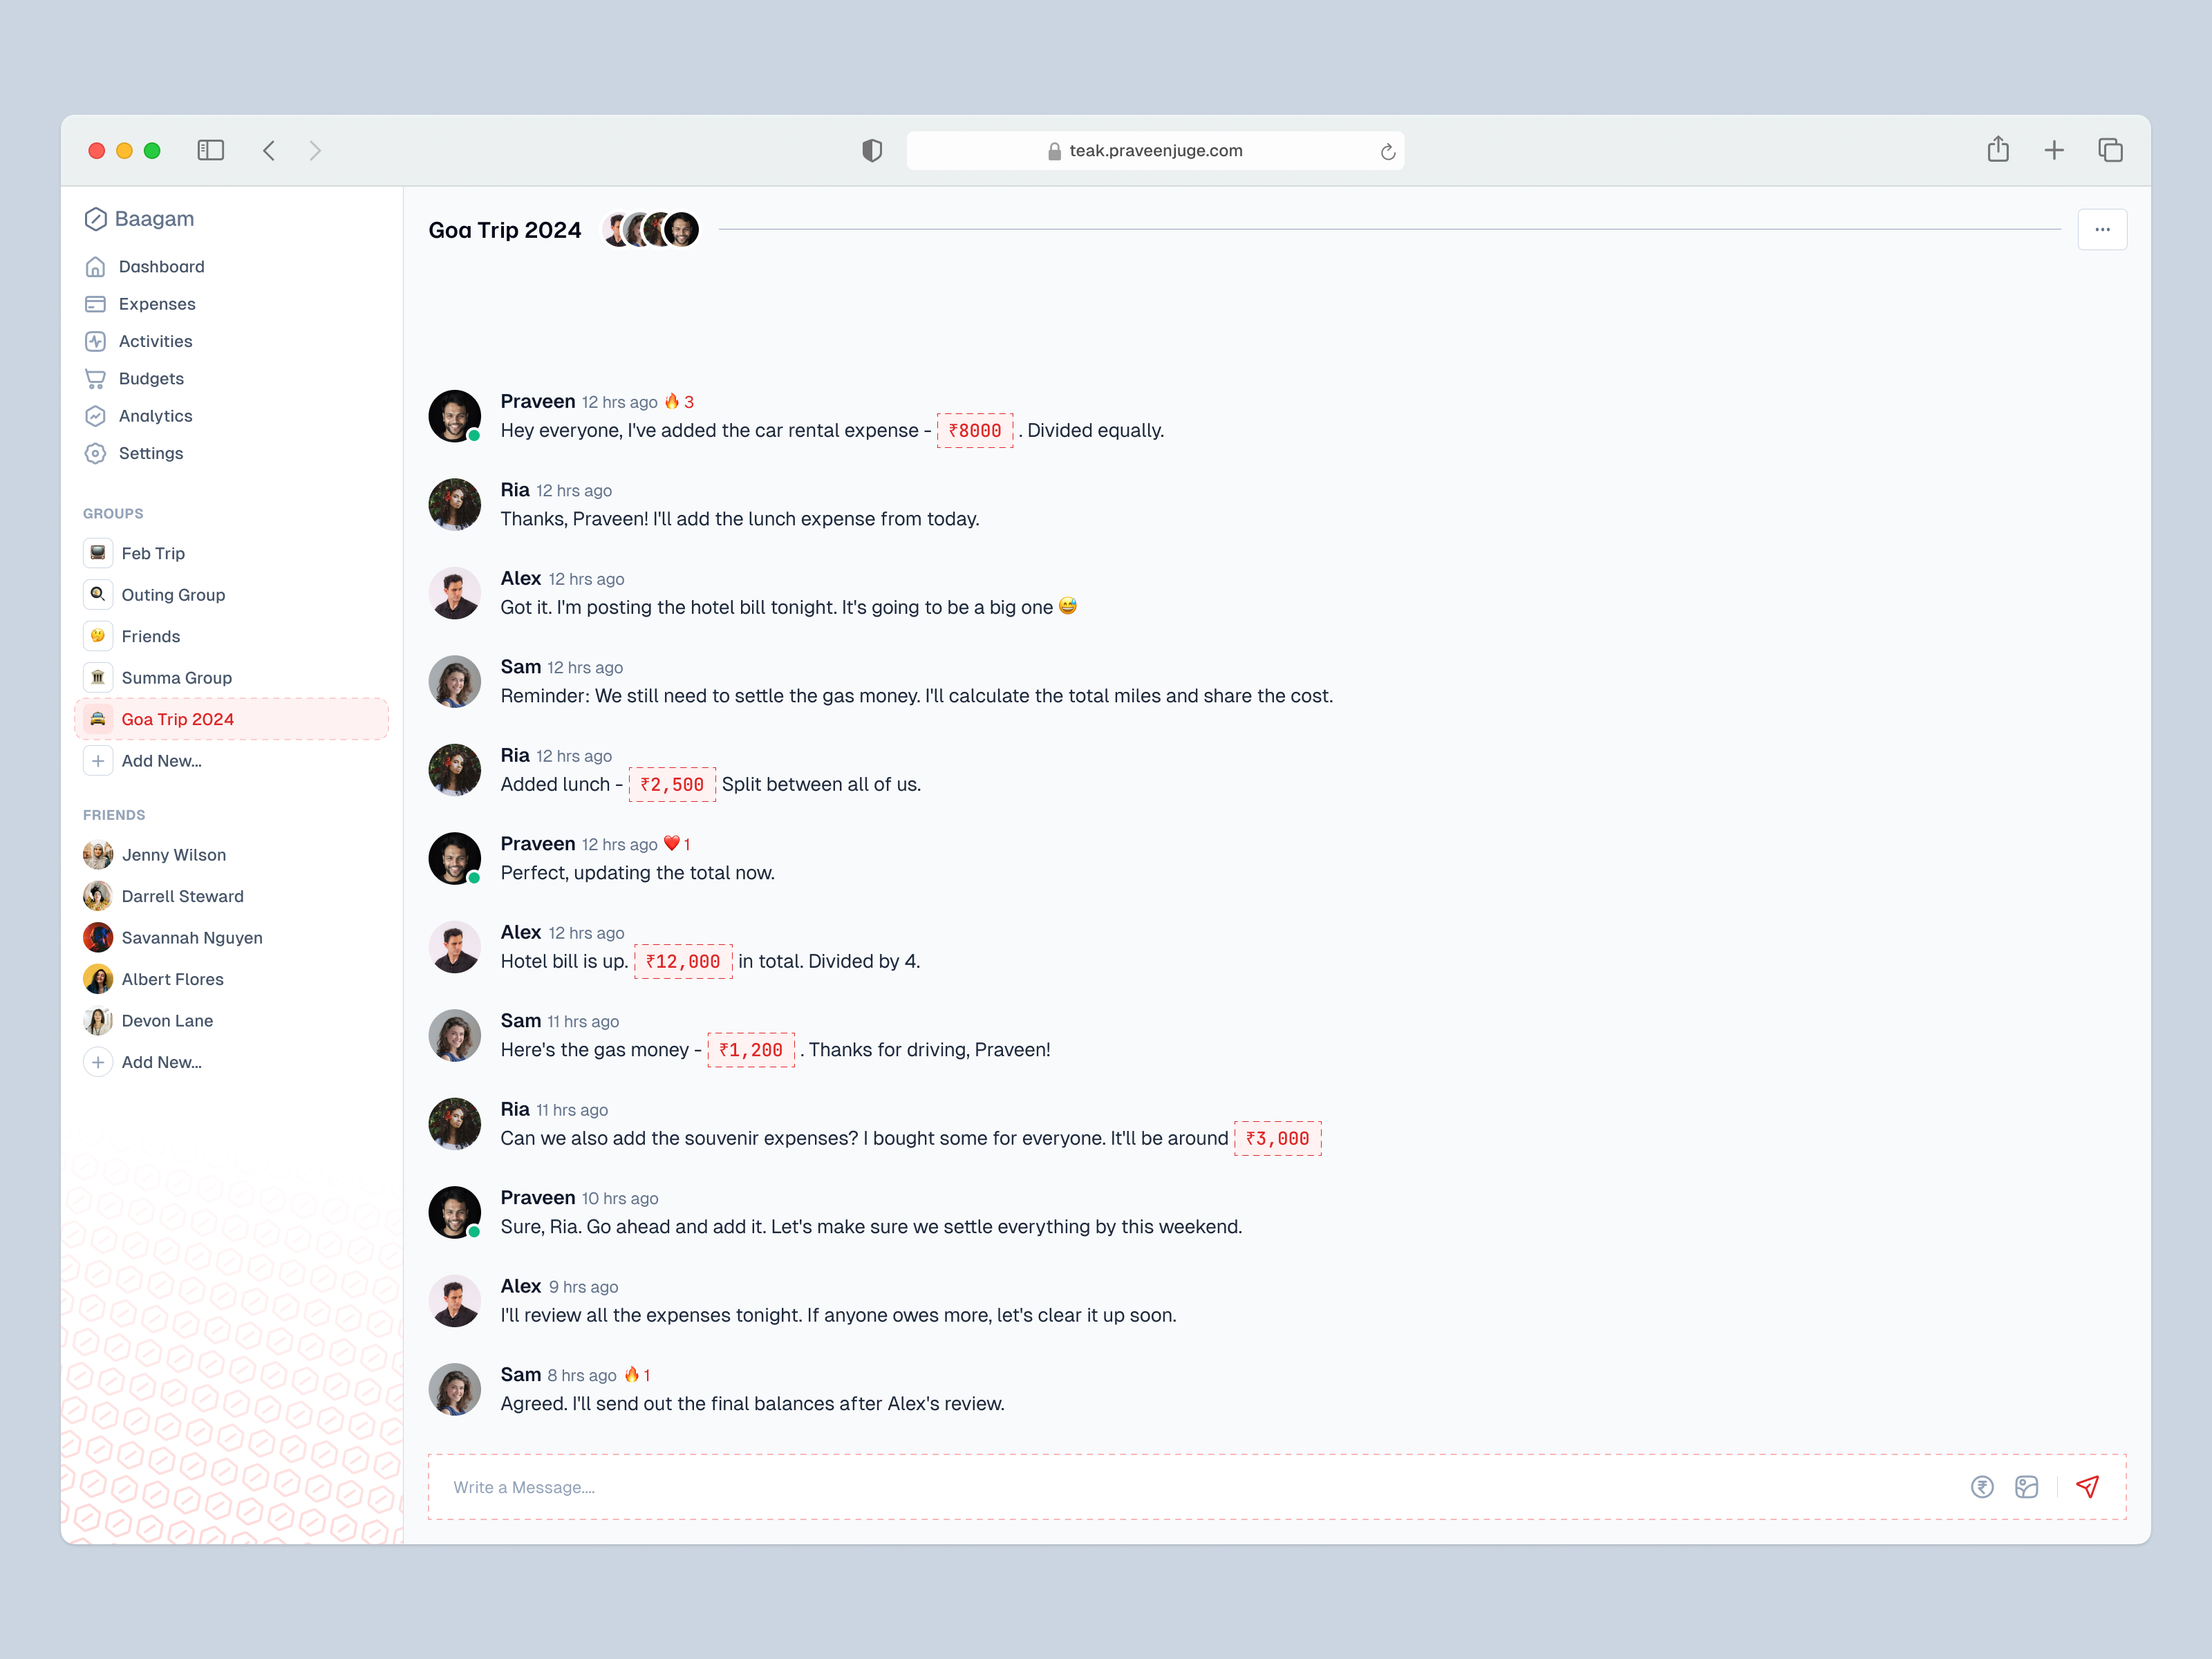 teak.praveenjuge.com
Baagam
Dashboard
Expenses
Activities
Budgets
Analytics
Settings
GROUPS
Feb Trip
Outing Group
Friends
Summa Group
Goa Trip 2024
Add New...
FRIENDS
Jenny Wilson
Darrell Steward
Savannah Nguyen
Albert Flores
Devon Lane
Add New...
Goa Trip 2024
Praveen 12 hrs ago 🔥 3
Hey everyone, I've added the car rental expense - ₹8000 . Divided equally.
Ria 12 hrs ago
Thanks, Praveen! I'll add the lunch expense from today.
Alex 12 hrs ago
Got it. I'm posting the hotel bill tonight. It's going to be a big one 😅
Sam 12 hrs ago
Reminder: We still need to settle the gas money. I'll calculate the total miles and share the cost.
Ria 12 hrs ago
Added lunch - ₹2,500 Split between all of us.
Praveen 12 hrs ago ❤️ 1
Perfect, updating the total now.
Alex 12 hrs ago
Hotel bill is up. ₹12,000 in total. Divided by 4.
Sam 11 hrs ago
Here's the gas money - ₹1,200 . Thanks for driving, Praveen!
Ria 11 hrs ago
Can we also add the souvenir expenses? I bought some for everyone. It'll be around ₹3,000
Praveen 10 hrs ago
Sure, Ria. Go ahead and add it. Let's make sure we settle everything by this weekend.
Alex 9 hrs ago
I'll review all the expenses tonight. If anyone owes more, let's clear it up soon.
Sam 8 hrs ago 🔥 1
Agreed. I'll send out the final balances after Alex's review.
Write a Message....